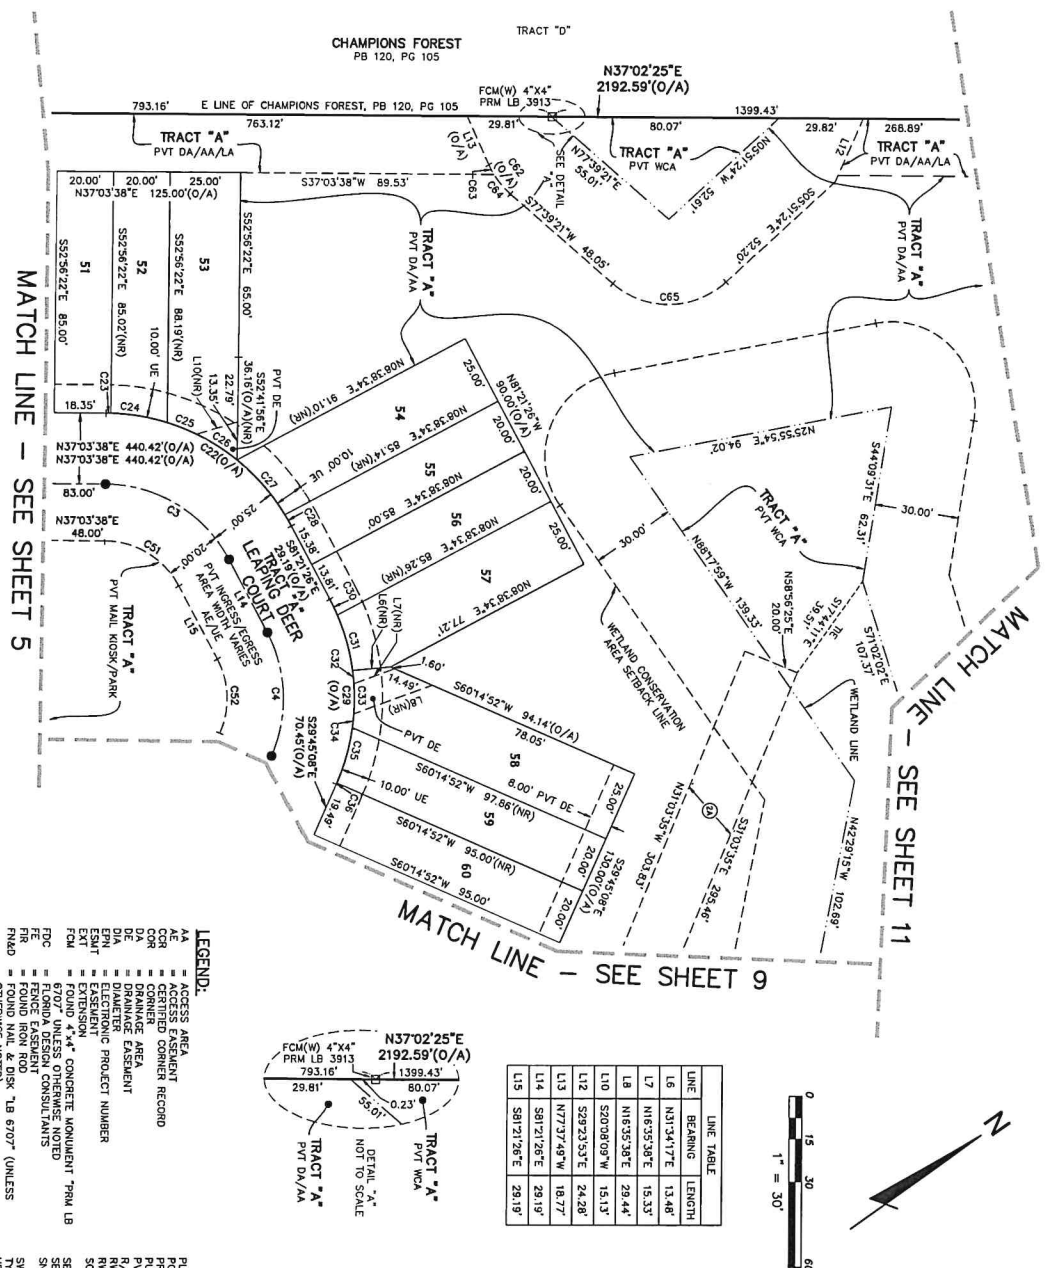 TRACT "D"
CHAMPIONS FOREST
PB 120, PG 105
N37°02'25"E
2192.59'(O/A)
FCM(W) 4"X4"
PRM LB 3913
793.16'
E LINE OF CHAMPIONS FOREST, PB 120, PG 105
1399.43'
763.12'
29.81'
80.07'
29.82'
268.89'
TRACT "A"
PVT DA/AA/LA
L13
(O/A)
C62
(O/A)
C64
C63
SEE DETAIL
"A"
N77°39'21"E
55.01'
TRACT "A"
PVT WCA
N05°51'24"W
52.61'
L12
TRACT "A"
PVT DA/AA/LA
20.00'
20.00'
25.00'
N37°03'38"E 125.00'(O/A)
S37°03'38"W 89.53'
S77°39'21"W 48.05'
S05°51'24"E
52.20'
C65
TRACT "A"
PVT DA/AA
TRACT "A"
PVT DA/AA
S52°56'22"E 85.00'
51
S52°56'22"E 85.02'(NR)
52
S52°56'22"E 88.19'(NR)
53
S52°56'22"E 65.00'
10.00' UE
C23
18.35'
C24
C25
C26
C22(O/A)
L10(NR)
13.35'
22.79'
36.16'(O/A)(NR)
S52°41'56"E
PVT DE
N37°03'38"E 440.42'(O/A)
N37°03'38"E 440.42'(O/A)
83.00'
N37°03'38"E
48.00'
C3
C51
C27
25.00'
20.00'
C28
N08°38'34"E
91.10'(NR)
54
N08°38'34"E
85.14'(NR)
10.00' UE
55
N08°38'34"E
85.00'
56
N08°38'34"E
85.26'(NR)
57
N08°38'34"E
77.21'
25.00'
N81°21'26"W
90.00'(O/A)
20.00'
20.00'
25.00'
15.38'
S81°21'26"E
29.19'(O/A)
13.81'
C30
TRACT "A"
LEAPING DEER
COURT
L14
PVT INGRESS/EGRESS
AREA WIDTH VARIES
AE/UE
L15
C52
C4
TRACT "A"
PVT MAIL KIOSK/PARK
C31
C32
C29
(O/A)
C33
C34
C35
C36
L7(NR)
L6(NR)
L8(NR)
1.60'
14.49'
S29°45'08"E
70.45'(O/A)
19.49'
PVT DE
10.00' UE
S60°14'52"W 94.14'(O/A)
78.05'
58
8.00' PVT DE
S60°14'52"W 97.86'(NR)
59
S60°14'52"W 95.00'(NR)
60
S60°14'52"W 95.00'
25.00'
S29°45'08"E
130.00'(O/A)
20.00'
20.00'
N25°55'54"E
94.02'
S44°09'31"E 62.31'
30.00'
30.00'
TRACT "A"
PVT WCA
N88°17'59"W 139.33'
N58°56'25"E
20.00'
S17°44'11"E
39.51'
TIE
S71°02'02"E
107.37'
WETLAND LINE
WETLAND CONSERVATION
AREA SETBACK LINE
N31°03'35"W 303.83'
2A
S31°03'35"E 295.46'
N42°29'15"W 102.69'
MATCH LINE - SEE SHEET 5
MATCH LINE - SEE SHEET 11
MATCH LINE - SEE SHEET 9
LEGEND:
AA = ACCESS AREA
AE = ACCESS EASEMENT
CCR = CERTIFIED CORNER RECORD
COR = CORNER
DA = DRAINAGE AREA
DE = DRAINAGE EASEMENT
DIA = DIAMETER
EPN = ELECTRONIC PROJECT NUMBER
ESMT = EASEMENT
EXT = EXTENSION
FCM = FOUND 4"x4" CONCRETE MONUMENT "PRM LB
6707" UNLESS OTHERWISE NOTED
FDC = FLORIDA DESIGN CONSULTANTS
FE = FENCE EASEMENT
FIR = FOUND IRON ROD
FN&D = FOUND NAIL & DISK "LB 6707" (UNLESS
N37°02'25"E
2192.59'(O/A)
FCM(W) 4"X4"
PRM LB 3913
793.16'
1399.43'
29.81'
80.07'
0.23'
55.01'
TRACT "A"
PVT WCA
TRACT "A"
PVT DA/AA
DETAIL "A"
NOT TO SCALE
LINE TABLE
LINE BEARING LENGTH
L6 N31°34'17"E 13.48'
L7 N16°35'38"E 15.33'
L8 N16°35'38"E 29.44'
L10 S20°08'09"W 15.13'
L12 S29°23'53"E 24.28'
L13 N77°37'49"W 18.77'
L14 S81°21'26"E 29.19'
L15 S81°21'26"E 29.19'
N
0 15 30
1" = 30'